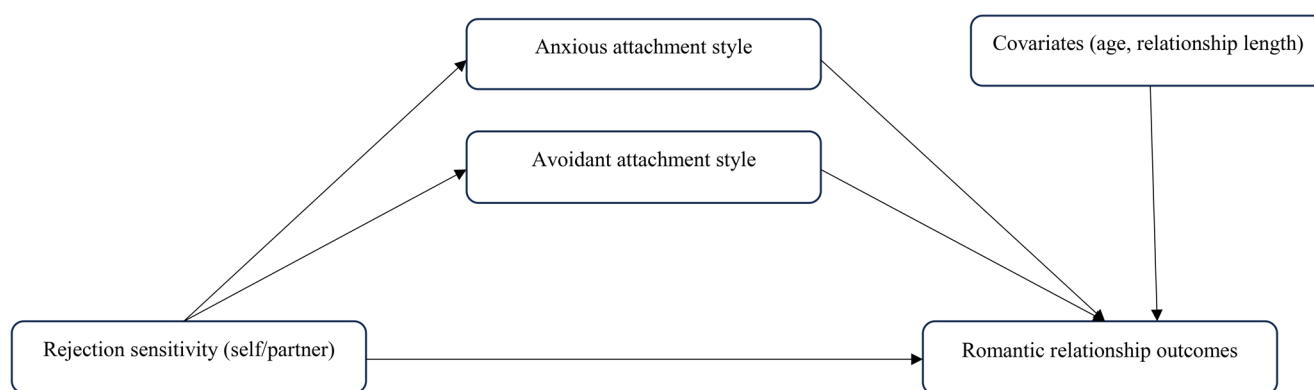 Anxious attachment style
Covariates (age, relationship length)
Avoidant attachment style
Rejection sensitivity (self/partner)
Romantic relationship outcomes